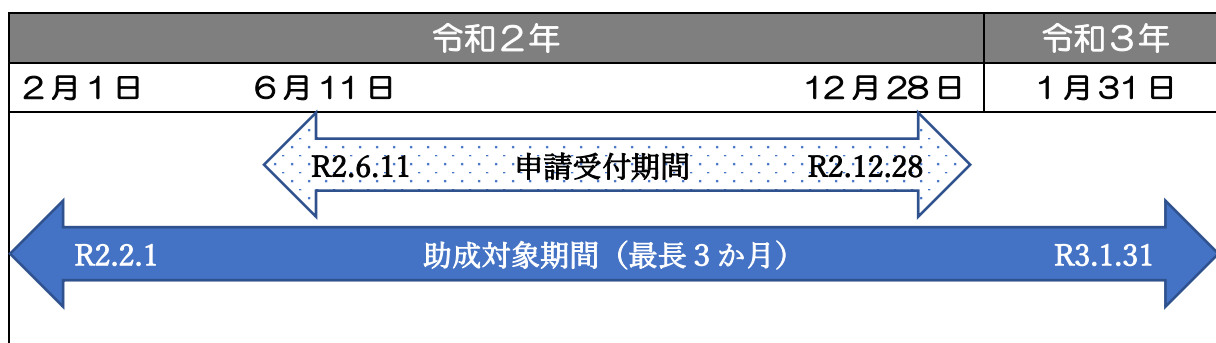 令和２年 令和３年
２月１日 ６月11日 12月28日 １月31日
R2.6.11 申請受付期間 R2.12.28
R2.2.1 助成対象期間（最長３か月） R3.1.31